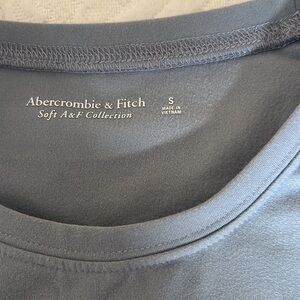 Abercrombie & Fitch
Soft A&F Collection
S
MADE IN
VIETNAM